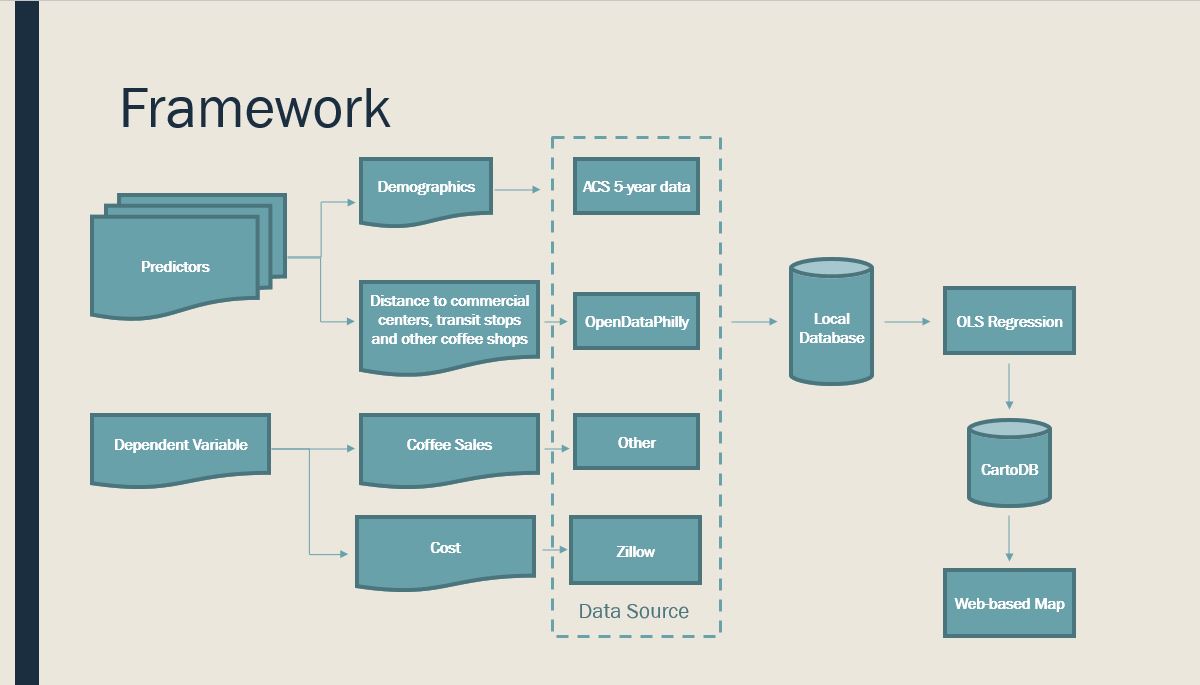 Framework
Predictors
Demographics
ACS 5-year data
Distance to commercial
centers, transit stops
and other coffee shops
OpenDataPhilly
Local
Database
OLS Regression
Dependent Variable
Coffee Sales
Other
CartoDB
Cost
Zillow
Web-based Map
Data Source